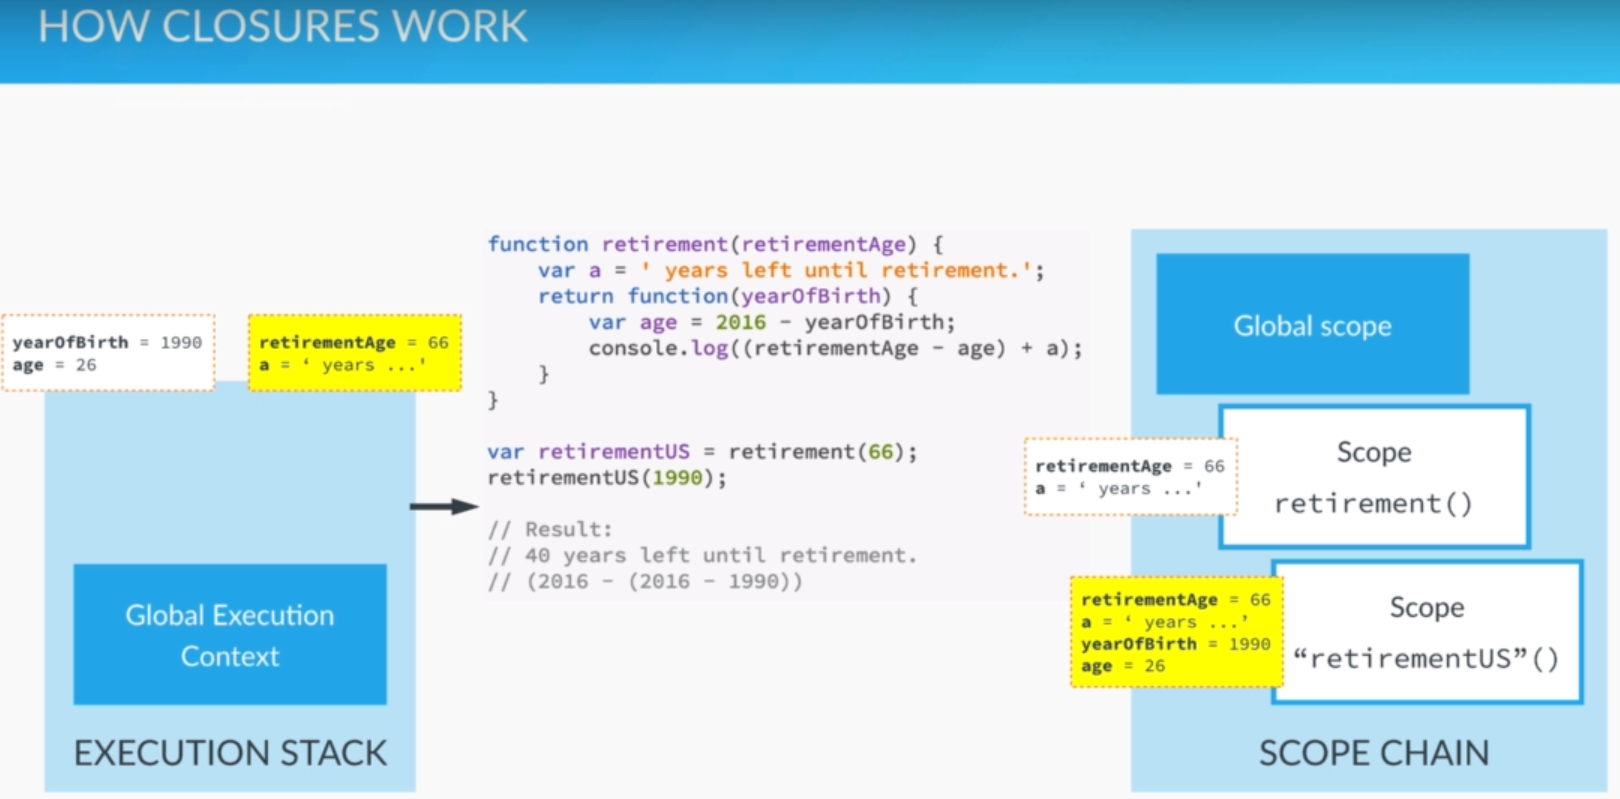 HOW CLOSURES WORK
yearOfBirth = 1990
age = 26
retirementAge = 66
a = ‘ years ...'
Global Execution
Context
EXECUTION STACK
function retirement(retirementAge) {
    var a = ' years left until retirement.';
    return function(yearOfBirth) {
        var age = 2016 - yearOfBirth;
        console.log((retirementAge - age) + a);
    }
}
var retirementUS = retirement(66);
retirementUS(1990);
// Result:
// 40 years left until retirement.
// (2016 - (2016 - 1990))
Global scope
retirementAge = 66
a = ‘ years ...'
Scope
retirement()
retirementAge = 66
a = ‘ years ...’
yearOfBirth = 1990
age = 26
Scope
“retirementUS”()
SCOPE CHAIN